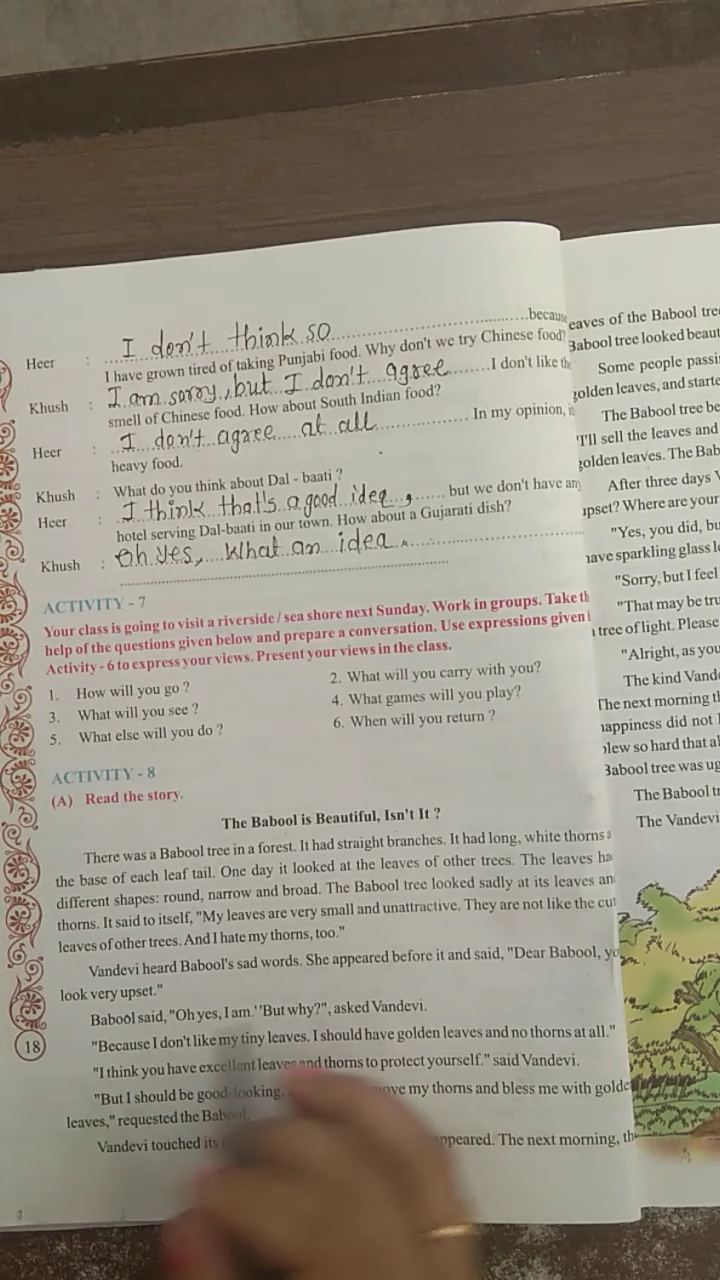 Heer : I don't think so ..............................because
I have grown tired of taking Punjabi food. Why don't we try Chinese food?
Khush : I am sorry, but I don't agree ........I don't like the
smell of Chinese food. How about South Indian food?
Heer : I don't agree at all .................. In my opinion,
heavy food.
Khush : What do you think about Dal - baati ?
Heer : I think that's a good idea, ...... but we don't have any
hotel serving Dal-baati in our town. How about a Gujarati dish?
Khush : Oh yes, What an idea.
ACTIVITY - 7
Your class is going to visit a riverside / sea shore next Sunday. Work in groups. Take th
help of the questions given below and prepare a conversation. Use expressions given i
Activity - 6 to express your views. Present your views in the class.
1. How will you go ? 2. What will you carry with you?
3. What will you see ? 4. What games will you play?
5. What else will you do ? 6. When will you return ?
ACTIVITY - 8
(A) Read the story.
The Babool is Beautiful, Isn't It ?
There was a Babool tree in a forest. It had straight branches. It had long, white thorns a
the base of each leaf tail. One day it looked at the leaves of other trees. The leaves ha
different shapes: round, narrow and broad. The Babool tree looked sadly at its leaves an
thorns. It said to itself, "My leaves are very small and unattractive. They are not like the cut
leaves of other trees. And I hate my thorns, too."
Vandevi heard Babool's sad words. She appeared before it and said, "Dear Babool, yo
look very upset."
Babool said, "Oh yes, I am.' 'But why?", asked Vandevi.
"Because I don't like my tiny leaves. I should have golden leaves and no thorns at all."
"I think you have excellent leaves and thorns to protect yourself." said Vandevi.
"But I should be good-looking. move my thorns and bless me with golde
leaves," requested the Babool.
Vandevi touched its appeared. The next morning, th
18
eaves of the Babool tre
Babool tree looked beaut
Some people passi
golden leaves, and starte
The Babool tree be
'I'll sell the leaves and
golden leaves. The Bab
After three days V
upset? Where are your
"Yes, you did, bu
have sparkling glass le
"Sorry, but I feel
"That may be tru
a tree of light. Please
"Alright, as you
The kind Vande
The next morning th
happiness did not l
blew so hard that al
Babool tree was ug
The Babool tr
The Vandevi